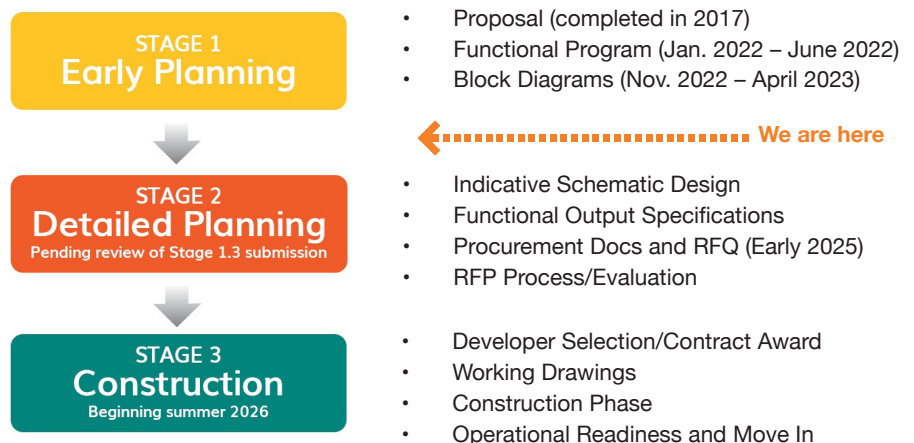 STAGE 1
Early Planning
• Proposal (completed in 2017)
• Functional Program (Jan. 2022 – June 2022)
• Block Diagrams (Nov. 2022 – April 2023)
We are here
STAGE 2
Detailed Planning
Pending review of Stage 1.3 submission
• Indicative Schematic Design
• Functional Output Specifications
• Procurement Docs and RFQ (Early 2025)
• RFP Process/Evaluation
STAGE 3
Construction
Beginning summer 2026
• Developer Selection/Contract Award
• Working Drawings
• Construction Phase
• Operational Readiness and Move In